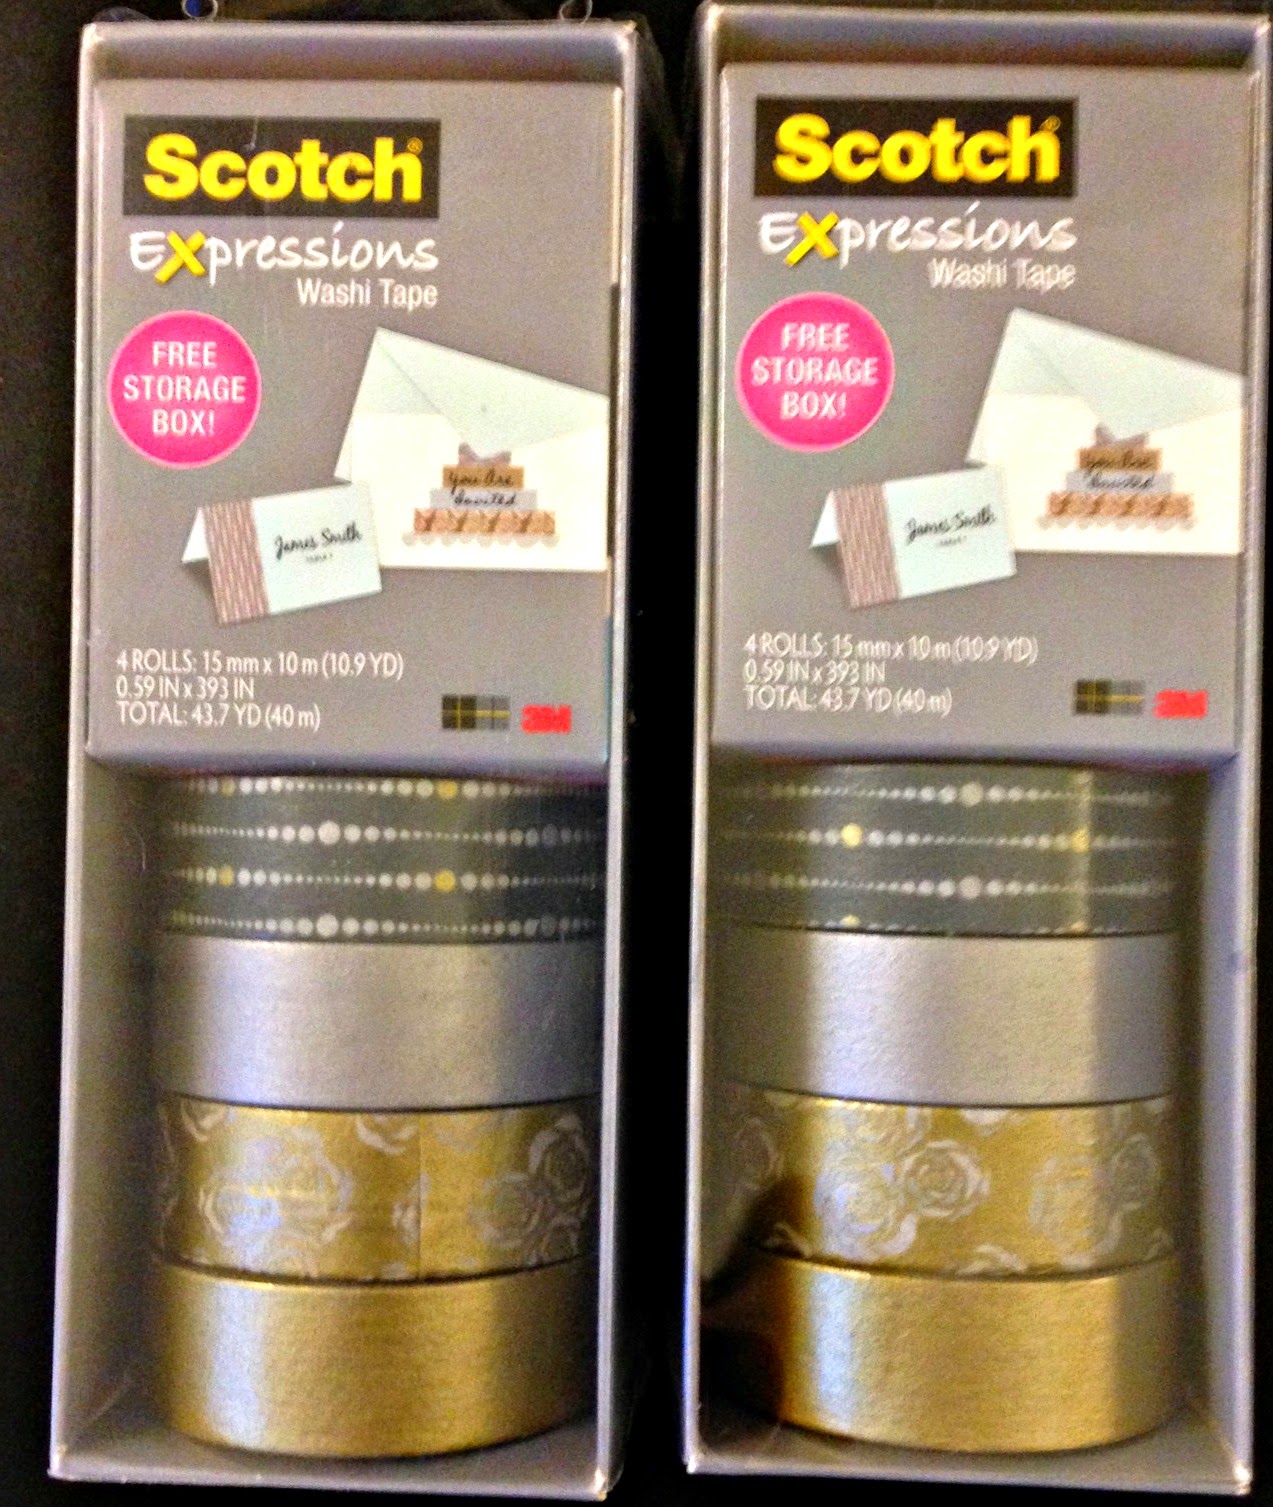 Scotch®
Expressions
Washi Tape
FREE
STORAGE
BOX!
You Are
Invited
James Smith
4 ROLLS: 15 mm x 10 m (10.9 YD)
0.59 IN x 393 IN
TOTAL: 43.7 YD (40 m)
3M
Scotch®
Expressions
Washi Tape
FREE
STORAGE
BOX!
You Are
Invited
James Smith
4 ROLLS: 15 mm x 10 m (10.9 YD)
0.59 IN x 393 IN
TOTAL: 43.7 YD (40 m)
3M